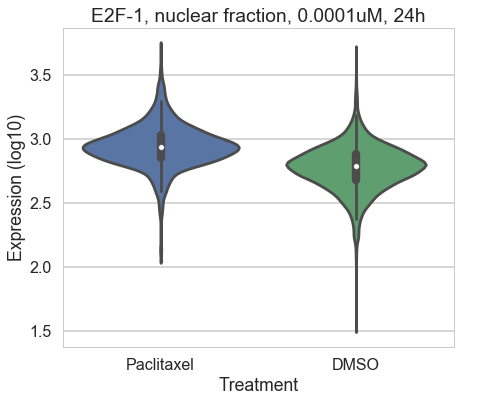 E2F-1, nuclear fraction, 0.0001uM, 24h
Expression (log10)
3.5
3.0
2.5
2.0
1.5
Paclitaxel DMSO
Treatment